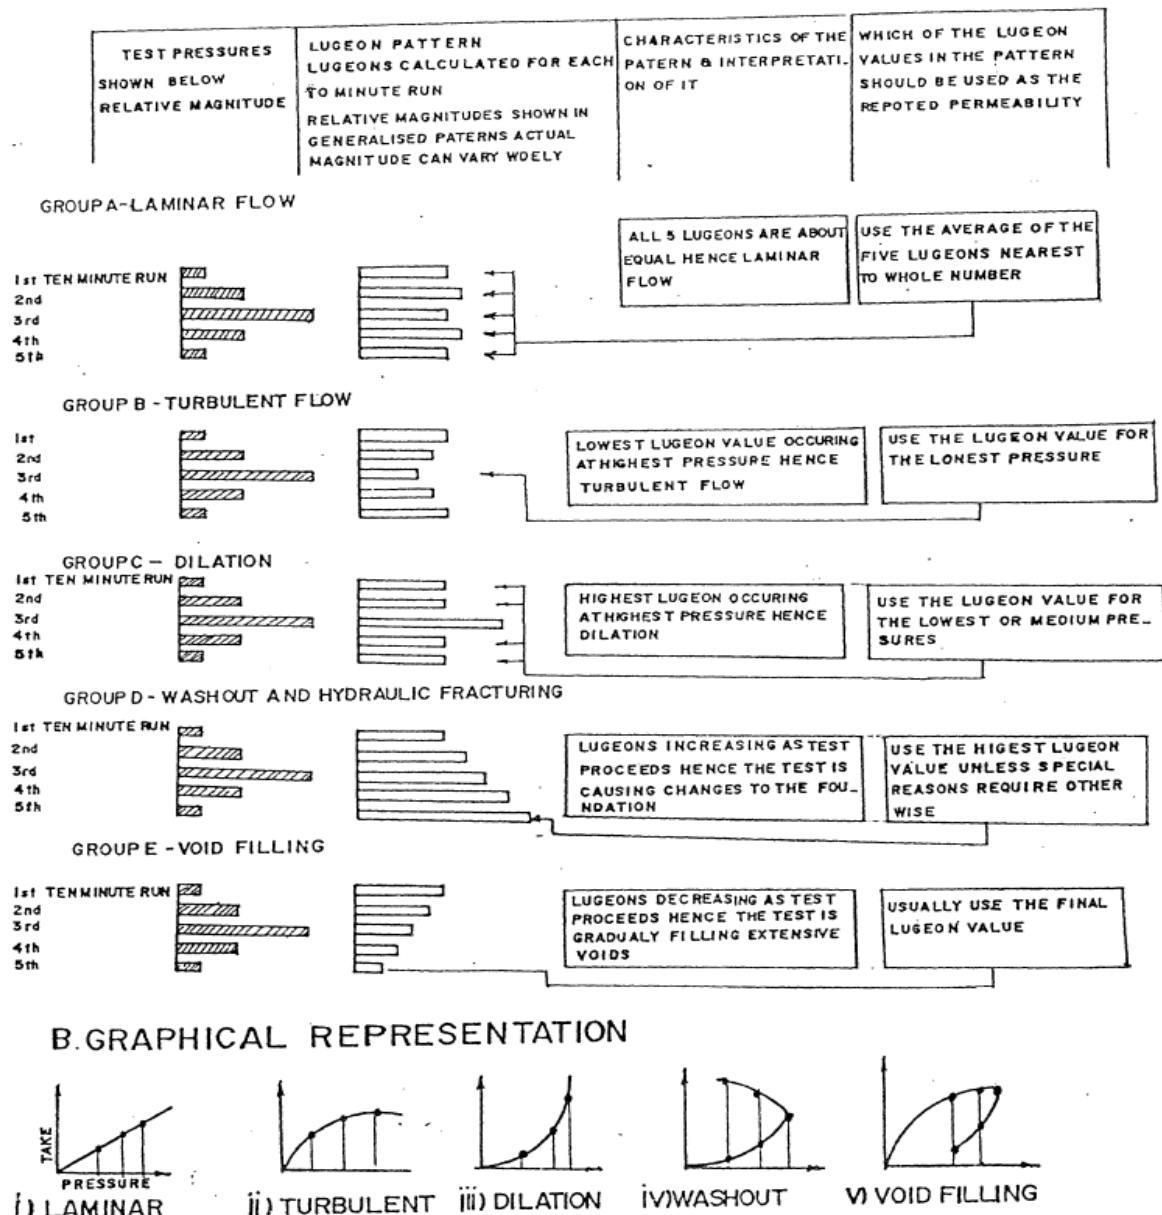 TEST PRESSURES
SHOWN BELOW
RELATIVE MAGNITUDE
LUGEON PATTERN
LUGEONS CALCULATED FOR EACH
TO MINUTE RUN
RELATIVE MAGNITUDES SHOWN IN
GENERALISED PATERNS ACTUAL
MAGNITUDE CAN VARY WDELY
CHARACTERISTICS OF THE
PATERN & INTERPRETATI-
ON OF IT
WHICH OF THE LUGEON
VALUES IN THE PATTERN
SHOULD BE USED AS THE
REPOTED PERMEABILITY
GROUP A-LAMINAR FLOW
1st TEN MINUTE RUN
2nd
3rd
4th
5th
ALL 5 LUGEONS ARE ABOUT
EQUAL HENCE LAMINAR
FLOW
USE THE AVERAGE OF THE
FIVE LUGEONS NEAREST
TO WHOLE NUMBER
GROUP B - TURBULENT FLOW
1st
2nd
3rd
4th
5th
LOWEST LUGEON VALUE OCCURING
AT HIGHEST PRESSURE HENCE
TURBULENT FLOW
USE THE LUGEON VALUE FOR
THE LONEST PRESSURE
GROUP C - DILATION
1st TEN MINUTE RUN
2nd
3rd
4th
5th
HIGHEST LUGEON OCCURING
AT HIGHEST PRESSURE HENCE
DILATION
USE THE LUGEON VALUE FOR
THE LOWEST OR MEDIUM PRE-
SURES
GROUP D - WASHOUT AND HYDRAULIC FRACTURING
1st TEN MINUTE RUN
2nd
3rd
4th
5th
LUGEONS INCREASING AS TEST
PROCEEDS HENCE THE TEST IS
CAUSING CHANGES TO THE FOU-
NDATION
USE THE HIGEST LUGEON
VALUE UNLESS SPECIAL
REASONS REQUIRE OTHER
WISE
GROUP E - VOID FILLING
1st TEN MINUTE RUN
2nd
3rd
4th
5th
LUGEONS DECREASING AS TEST
PROCEEDS HENCE THE TEST IS
GRADUALY FILLING EXTENSIVE
VOIDS
USUALLY USE THE FINAL
LUGEON VALUE
B. GRAPHICAL REPRESENTATION
TAKE
PRESSURE
i) LAMINAR
ii) TURBULENT
iii) DILATION
iv) WASHOUT
v) VOID FILLING